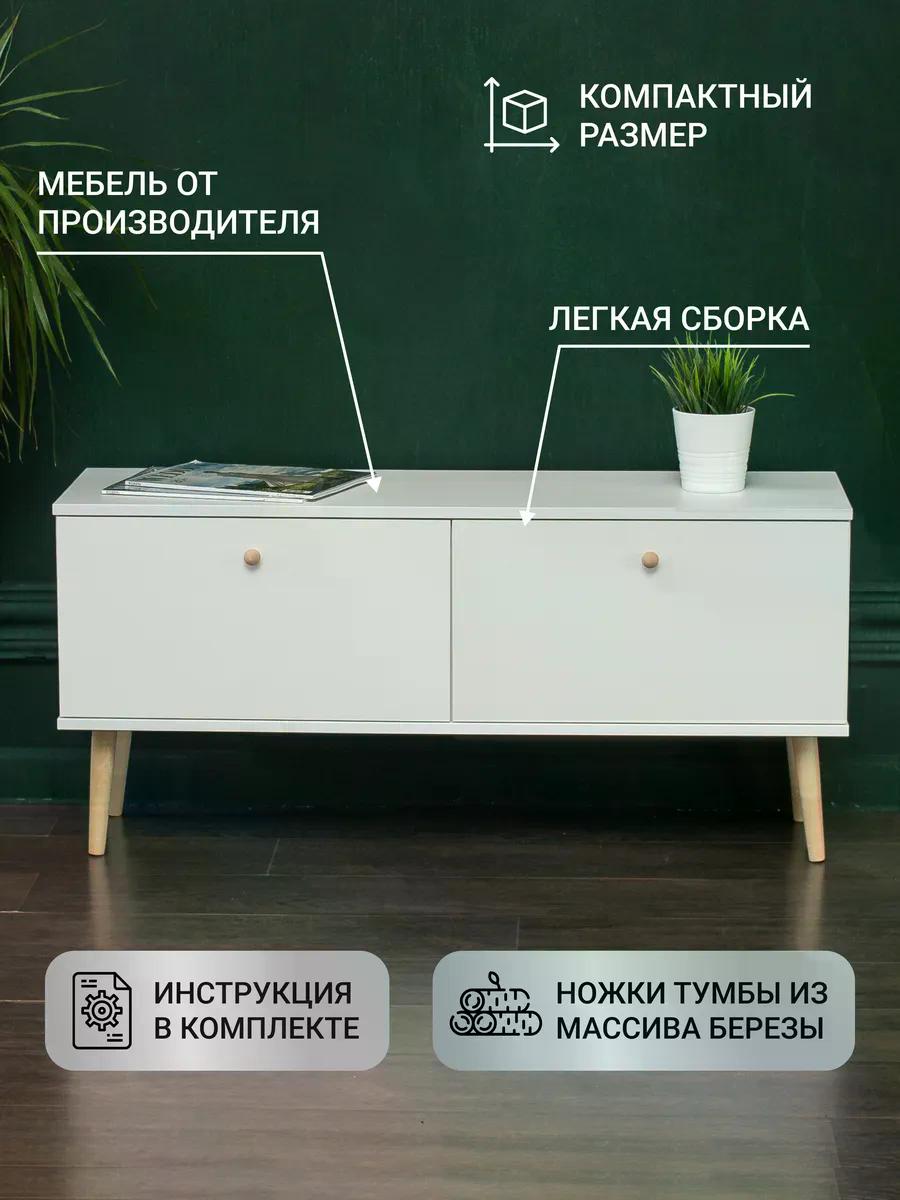 КОМПАКТНЫЙ
РАЗМЕР
МЕБЕЛЬ ОТ
ПРОИЗВОДИТЕЛЯ
ЛЕГКАЯ СБОРКА
ИНСТРУКЦИЯ
В КОМПЛЕКТЕ
НОЖКИ ТУМБЫ ИЗ
МАССИВА БЕРЕЗЫ